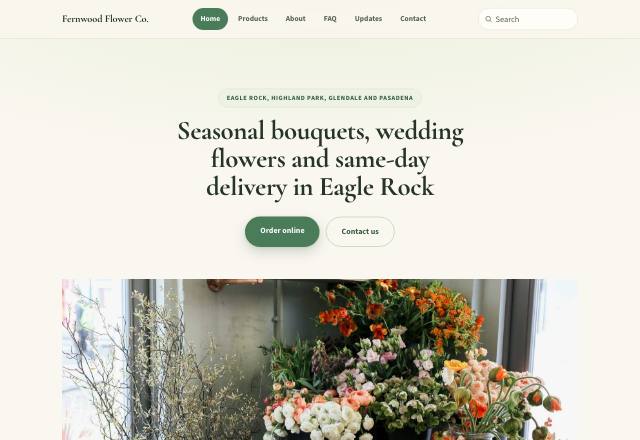 Fernwood Flower Co.
Home
Products
About
FAQ
Updates
Contact
Search
EAGLE ROCK, HIGHLAND PARK, GLENDALE AND PASADENA
Seasonal bouquets, wedding
flowers and same-day
delivery in Eagle Rock
Order online
Contact us